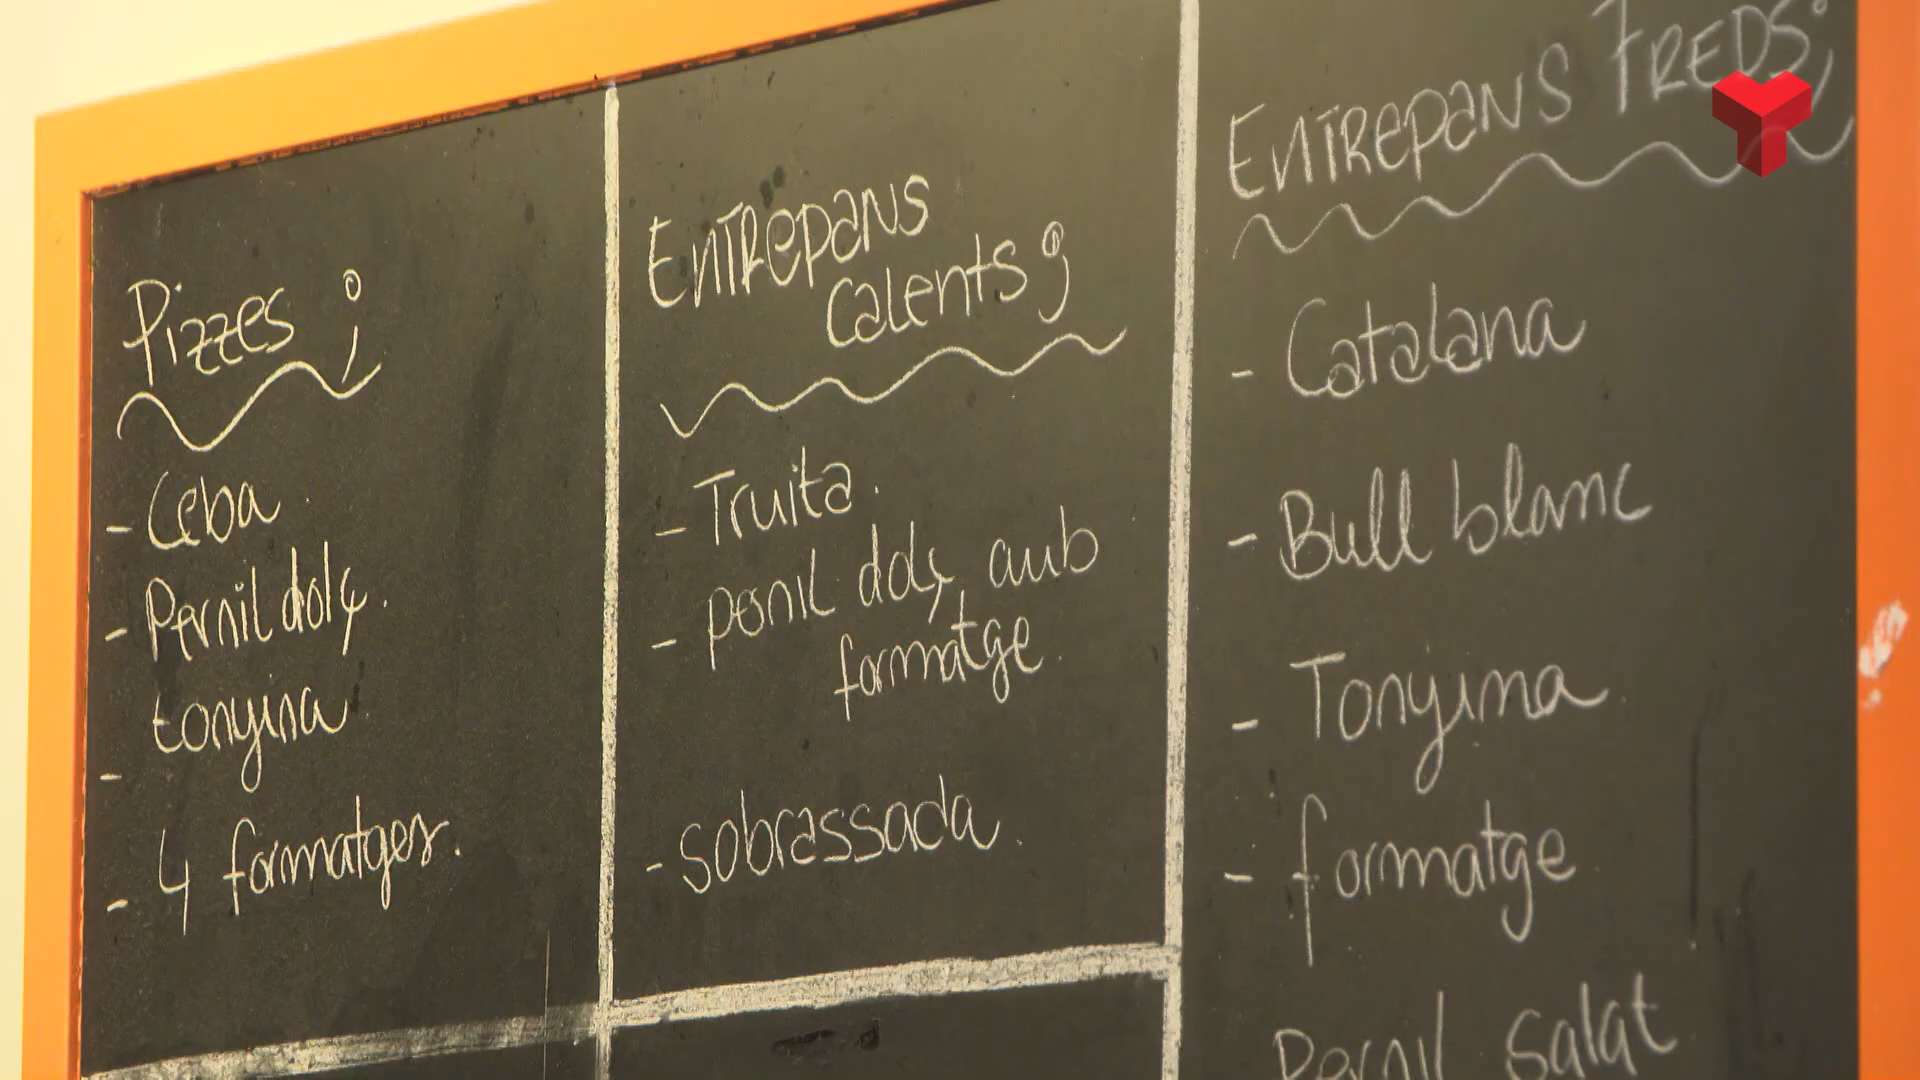 Pizzes ;
- Ceba.
- Pernil dolç.
- tonyina
- 4 formatges.
Entrepans
calents ;
- Truita.
- pernil dolç amb
formatge.
- sobrassada.
Entrepans Freds ;
- Catalana
- Bull blanc
- Tonyina.
- formatge
Pernil salat